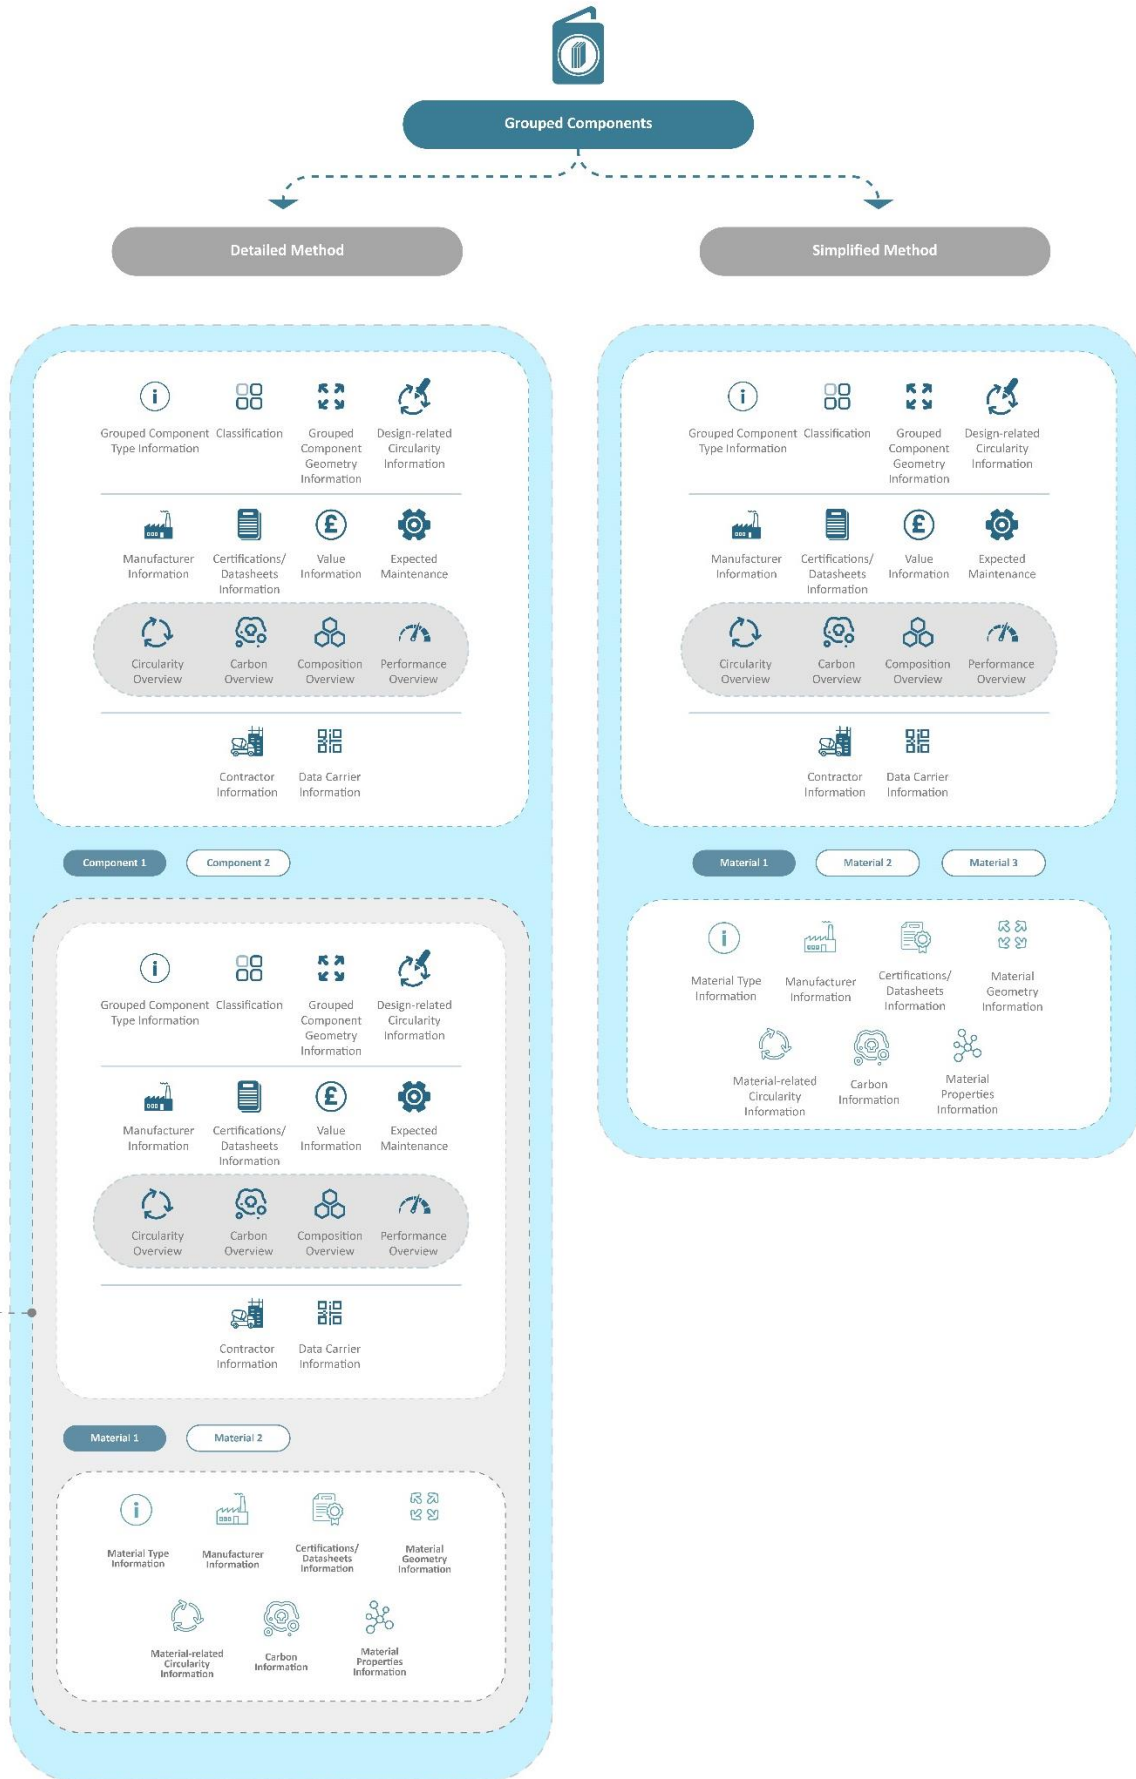 Grouped Components
Detailed Method
Simplified Method
Grouped Component
Type Information
Classification
Grouped
Component
Geometry
Information
Design-related
Circularity
Information
Manufacturer
Information
Certifications/
Datasheets
Information
£
Value
Information
Expected
Maintenance
Circularity
Overview
Carbon
Overview
Composition
Overview
Performance
Overview
Contractor
Information
Data Carrier
Information
Component 1
Component 2
Grouped Component
Type Information
Classification
Grouped
Component
Geometry
Information
Design-related
Circularity
Information
Manufacturer
Information
Certifications/
Datasheets
Information
£
Value
Information
Expected
Maintenance
Circularity
Overview
Carbon
Overview
Composition
Overview
Performance
Overview
Contractor
Information
Data Carrier
Information
Material 1
Material 2
Material Type
Information
Manufacturer
Information
Certifications/
Datasheets
Information
Material
Geometry
Information
Material-related
Circularity
Information
Carbon
Information
Material
Properties
Information
Grouped Component
Type Information
Classification
Grouped
Component
Geometry
Information
Design-related
Circularity
Information
Manufacturer
Information
Certifications/
Datasheets
Information
£
Value
Information
Expected
Maintenance
Circularity
Overview
Carbon
Overview
Composition
Overview
Performance
Overview
Contractor
Information
Data Carrier
Information
Material 1
Material 2
Material 3
Material Type
Information
Manufacturer
Information
Certifications/
Datasheets
Information
Material
Geometry
Information
Material-related
Circularity
Information
Carbon
Information
Material
Properties
Information